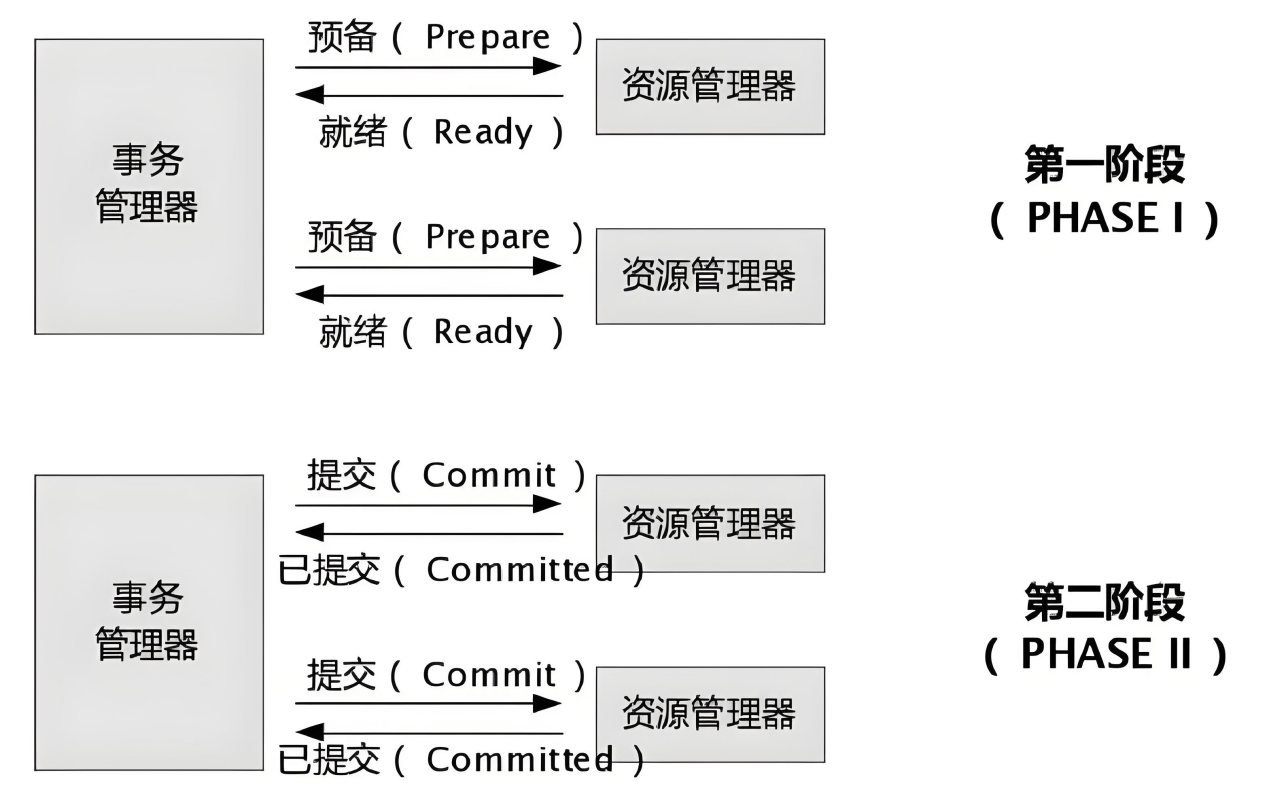 预备( Prepare )
资源管理器
就绪( Ready )
事务
管理器
第一阶段
( PHASE I )
预备( Prepare )
资源管理器
就绪( Ready )
提交( Commit )
资源管理器
已提交( Committed )
事务
管理器
第二阶段
( PHASE II )
提交( Commit )
资源管理器
已提交( Committed )